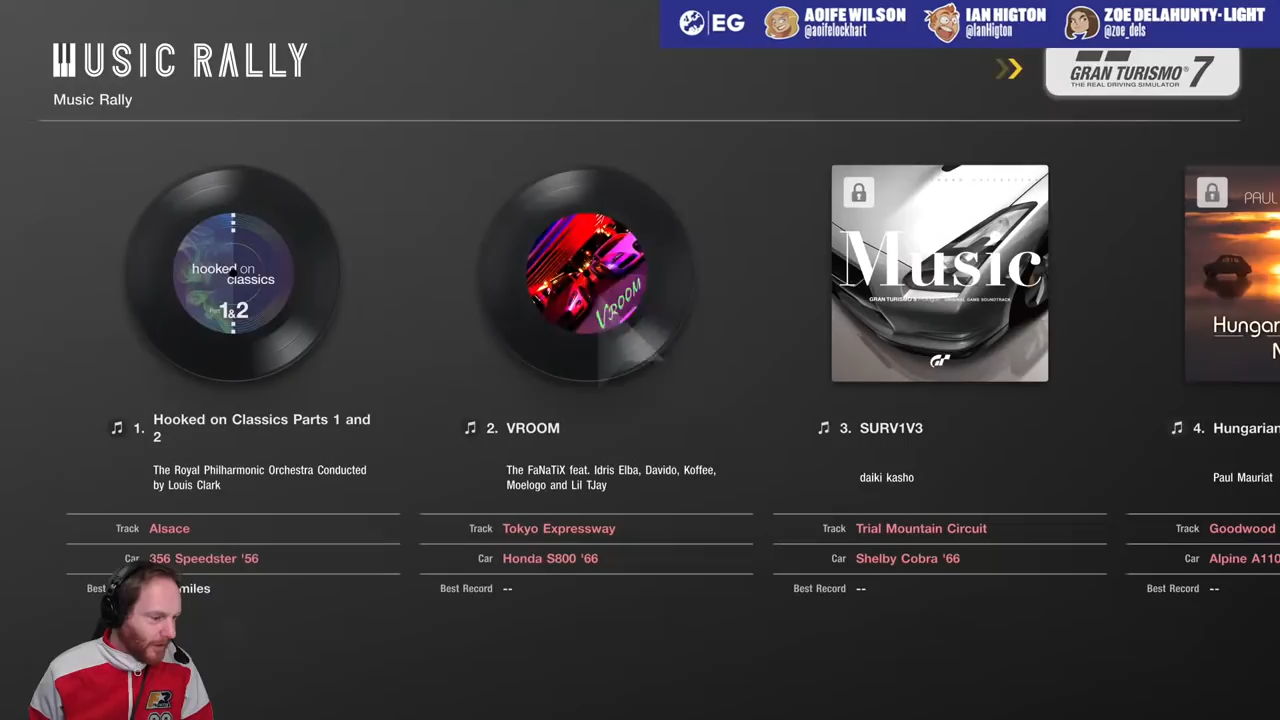 EG
AOIFE WILSON
@aoifelockhart
IAN HIGTON
@IanHigton
ZOE DELAHUNTY-LIGHT
@zoe_dels
MUSIC RALLY
Music Rally
GRAN TURISMO 7
THE REAL DRIVING SIMULATOR
hooked on
classics
Part 1&2
VROOM
Music
PAUL
Hungar
1. Hooked on Classics Parts 1 and
2
The Royal Philharmonic Orchestra Conducted
by Louis Clark
Track Alsace
Car 356 Speedster '56
Best miles
2. VROOM
The FaNaTiX feat. Idris Elba, Davido, Koffee,
Moelogo and Lil TJay
Track Tokyo Expressway
Car Honda S800 '66
Best Record --
3. SURV1V3
daiki kasho
Track Trial Mountain Circuit
Car Shelby Cobra '66
Best Record --
4. Hungarian
Paul Mauriat
Track Goodwood
Car Alpine A110
Best Record --